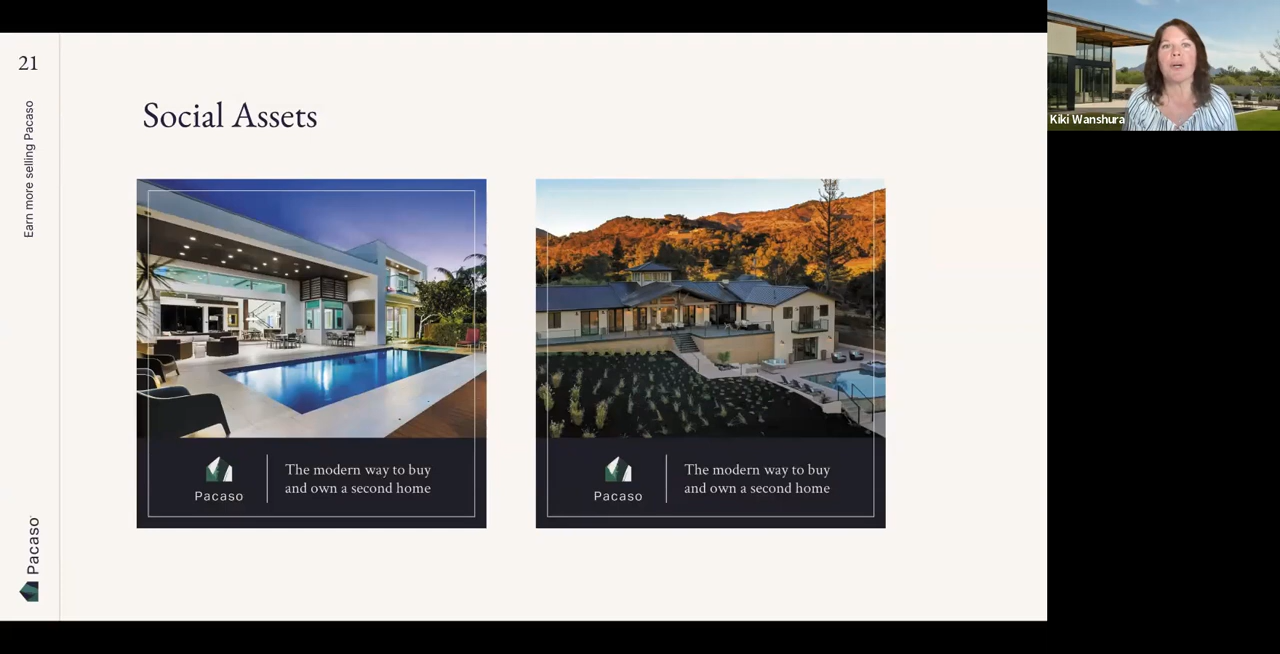 21
Earn more selling Pacaso
Pacaso
Social Assets
Pacaso
The modern way to buy
and own a second home
Pacaso
The modern way to buy
and own a second home
Kiki Wanshura